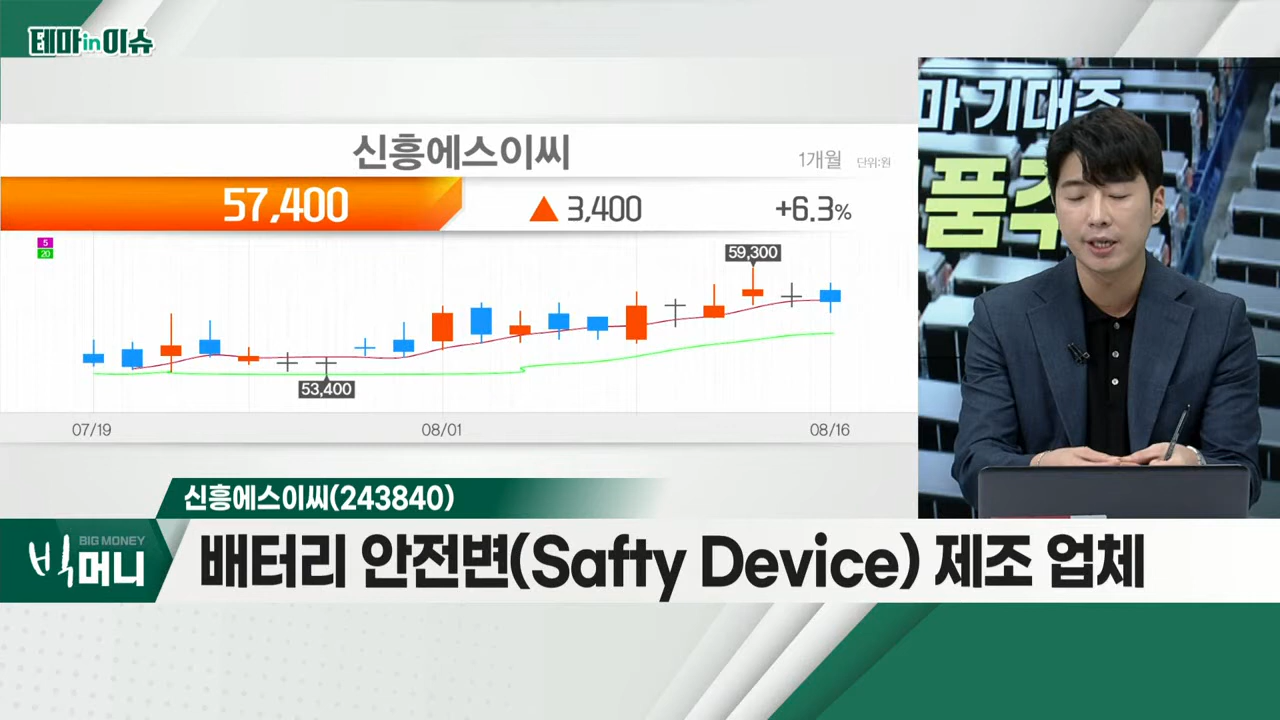 테마in이슈
마 기대주
품주
신흥에스이씨
1개월 단위:원
57,400 ▲ 3,400 +6.3%
5
20
59,300
53,400
07/19 08/01 08/16
신흥에스이씨(243840)
BIG MONEY
빅머니
배터리 안전변(Safty Device) 제조 업체